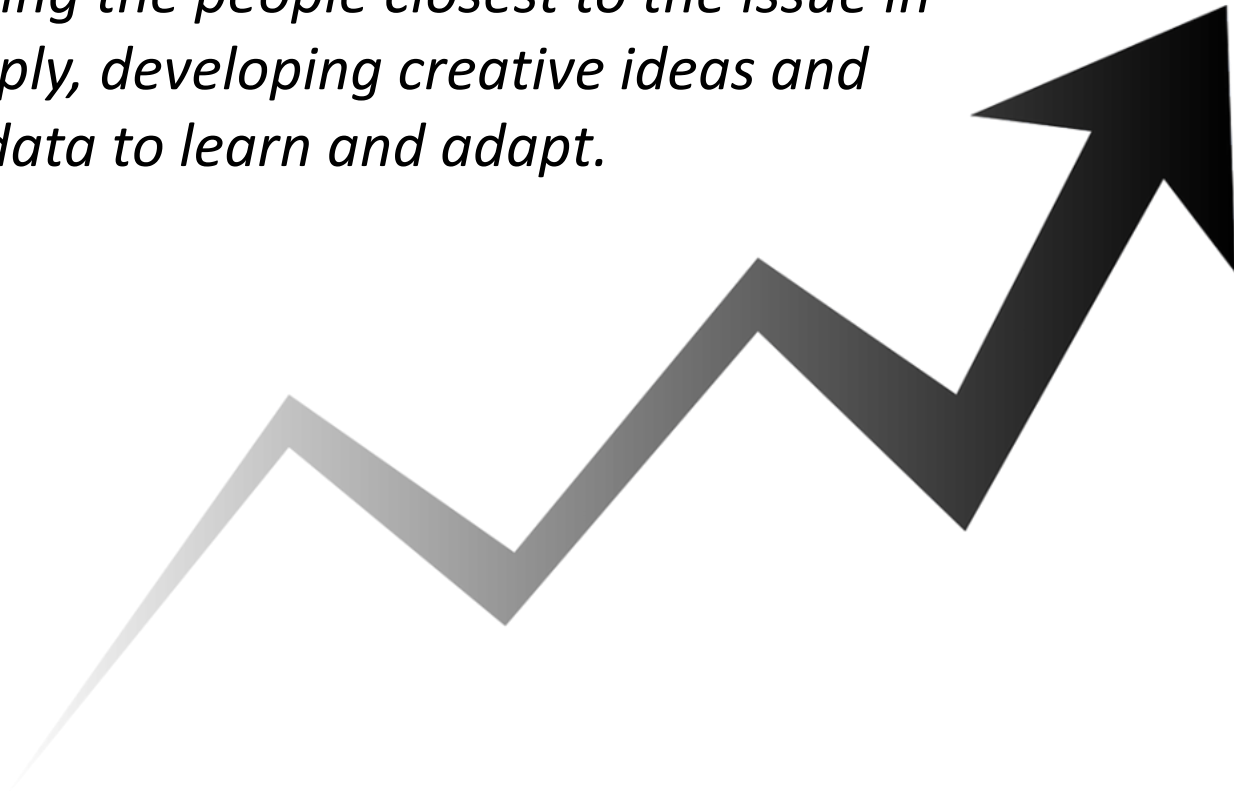 ing the people closest to the issue in
ply, developing creative ideas and
data to learn and adapt.